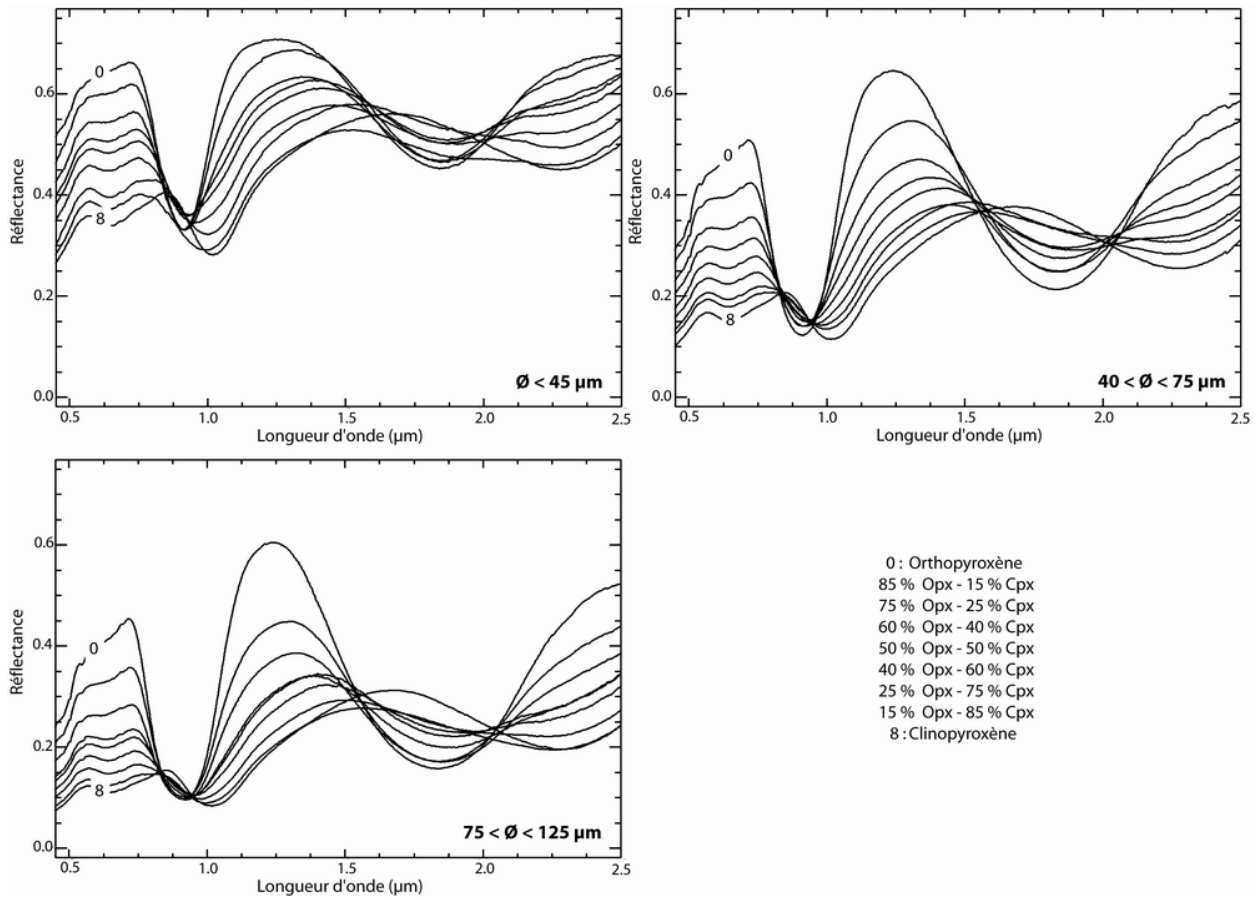 0
8
0.6
0.4
0.2
0.0
Réflectance
0.5 1.0 1.5 2.0 2.5
Longueur d'onde (µm)
Ø < 45 µm
0
8
0.6
0.4
0.2
0.0
Réflectance
0.5 1.0 1.5 2.0 2.5
Longueur d'onde (µm)
40 < Ø < 75 µm
0
8
0.6
0.4
0.2
0.0
Réflectance
0.5 1.0 1.5 2.0 2.5
Longueur d'onde (µm)
75 < Ø < 125 µm
0 : Orthopyroxène
85 % Opx - 15 % Cpx
75 % Opx - 25 % Cpx
60 % Opx - 40 % Cpx
50 % Opx - 50 % Cpx
40 % Opx - 60 % Cpx
25 % Opx - 75 % Cpx
15 % Opx - 85 % Cpx
8 : Clinopyroxène